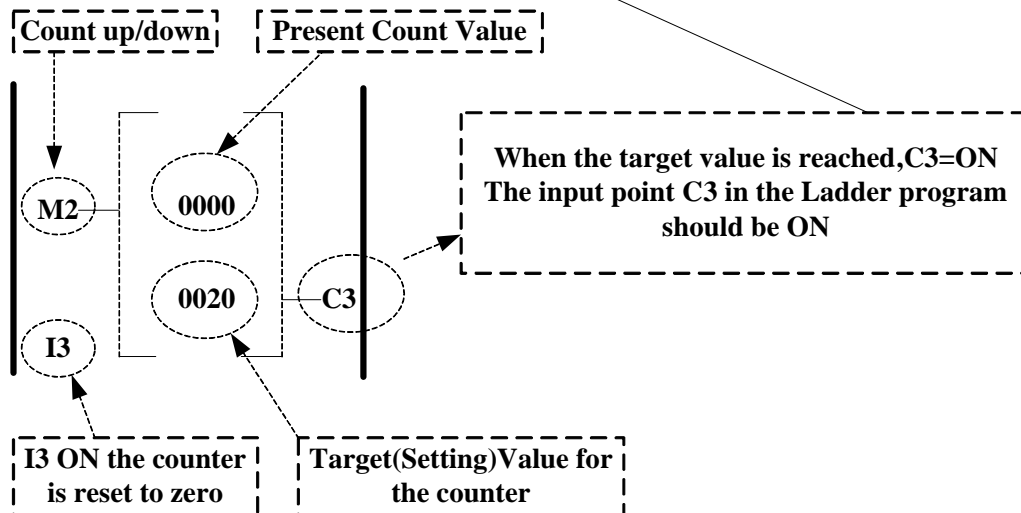 Count up/down
Present Count Value
M2
0000
0020
C3
I3
When the target value is reached,C3=ON
The input point C3 in the Ladder program
should be ON
I3 ON the counter
is reset to zero
Target(Setting)Value for
the counter